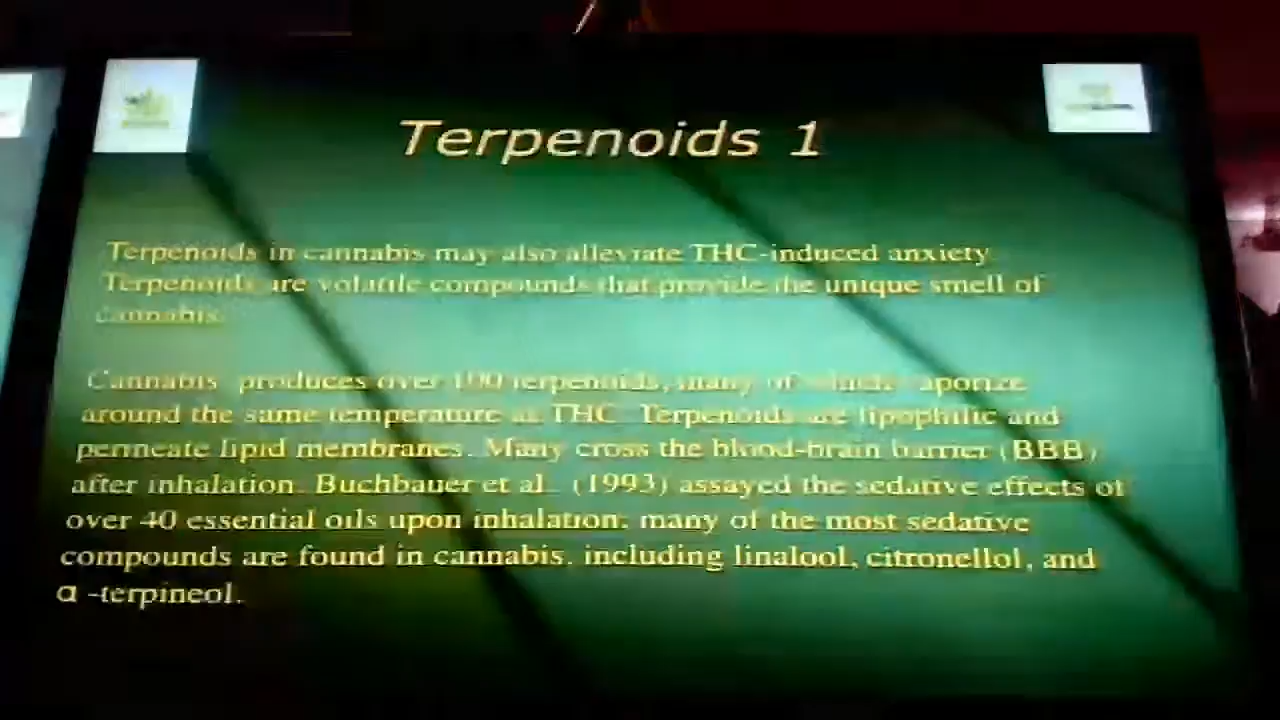 Terpenoids 1
Terpenoids in cannabis may also alleviate THC-induced anxiety.
Terpenoids are volatile compounds that provide the unique smell of
cannabis.
Cannabis produces over 100 terpenoids, many of which vaporize
around the same temperature as THC. Terpenoids are lipophilic and
permeate lipid membranes. Many cross the blood-brain barrier (BBB)
after inhalation. Buchbauer et al. (1993) assayed the sedative effects of
over 40 essential oils upon inhalation; many of the most sedative
compounds are found in cannabis, including linalool, citronellol, and
α -terpineol.